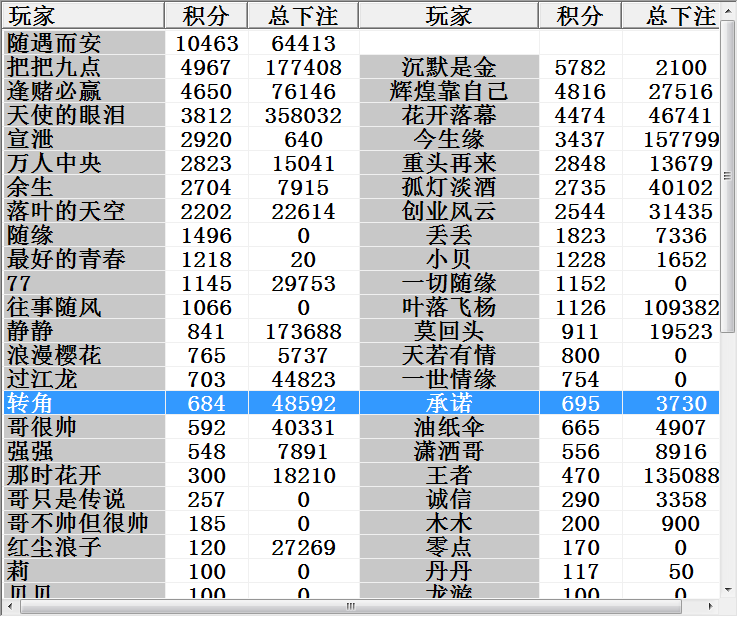 玩家 积分 总下注 玩家 积分 总下注
随遇而安 10463 64413
把把九点 4967 177408 沉默是金 5782 2100
逢赌必赢 4650 76146 辉煌靠自己 4816 27516
天使的眼泪 3812 358032 花开落幕 4474 46741
宣泄 2920 640 今生缘 3437 157799
万人中央 2823 15041 重头再来 2848 13679
余生 2704 7915 孤灯淡酒 2735 40102
落叶的天空 2202 22614 创业风云 2544 31435
随缘 1496 0 丢丢 1823 7336
最好的青春 1218 20 小贝 1228 1652
77 1145 29753 一切随缘 1152 0
往事随风 1066 0 叶落飞杨 1126 109382
静静 841 173688 莫回头 911 19523
浪漫樱花 765 5737 天若有情 800 0
过江龙 703 44823 一世情缘 754 0
转角 684 48592 承诺 695 3730
哥很帅 592 40331 油纸伞 665 4907
强强 548 7891 潇洒哥 556 8916
那时花开 300 18210 王者 470 135088
哥只是传说 257 0 诚信 290 3358
哥不帅但很帅 185 0 木木 200 900
红尘浪子 120 27269 零点 170 0
莉 100 0 丹丹 117 50
贝贝 100 0 龙游 100 0